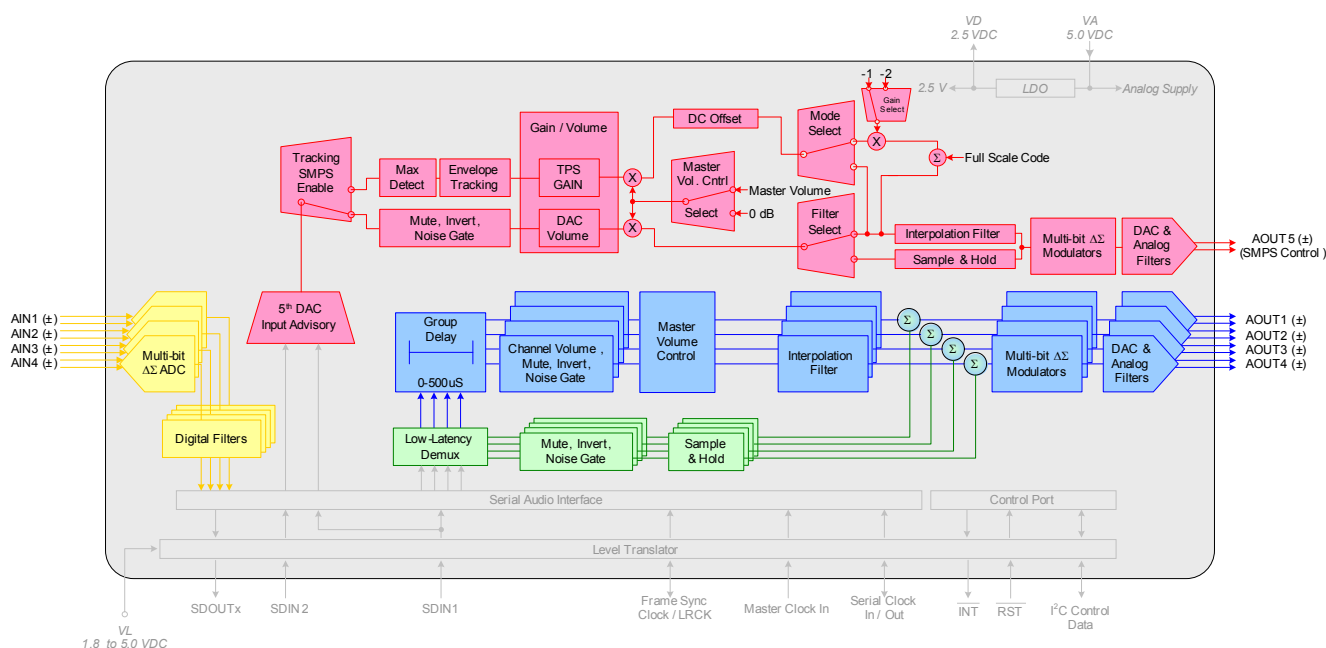 VD
2.5 VDC
VA
5.0 VDC
2.5 V
LDO
Analog Supply
-1 -2
Gain
Select
Mode
Select
DC Offset
X
Σ
Full Scale Code
Gain / Volume
Tracking
SMPS
Enable
Max
Detect
Envelope
Tracking
TPS
GAIN
X
Master
Vol. Cntrl
Select
Master Volume
0 dB
Mute, Invert,
Noise Gate
DAC
Volume
X
Filter
Select
Interpolation Filter
Sample & Hold
Multi-bit ΔΣ
Modulators
DAC &
Analog
Filters
AOUT5 (±)
(SMPS Control )
5th DAC
Input Advisory
AIN1 (±)
AIN2 (±)
AIN3 (±)
AIN4 (±)
Multi-bit
ΔΣ ADC
Digital Filters
Group
Delay
0-500uS
Channel Volume ,
Mute, Invert,
Noise Gate
Master
Volume
Control
Interpolation
Filter
Σ
Σ
Σ
Σ
Multi-bit ΔΣ
Modulators
DAC &
Analog
Filters
AOUT1 (±)
AOUT2 (±)
AOUT3 (±)
AOUT4 (±)
Low-Latency
Demux
Mute, Invert,
Noise Gate
Sample
& Hold
Serial Audio Interface
Control Port
Level Translator
VL
1.8 to 5.0 VDC
SDOUTx
SDIN2
SDIN1
Frame Sync
Clock / LRCK
Master Clock In
Serial Clock
In / Out
INT
RST
I2C Control
Data